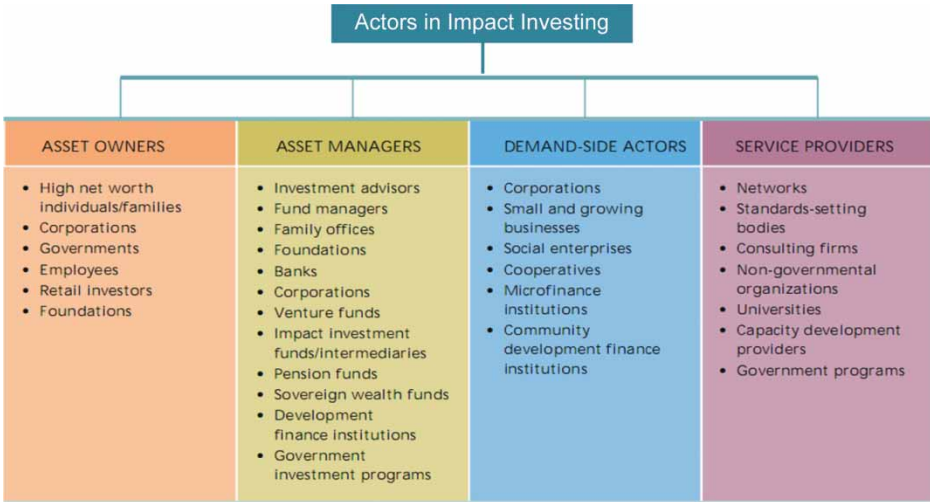 Actors in Impact Investing
ASSET OWNERS
• High net worth
individuals/families
• Corporations
• Governments
• Employees
• Retail investors
• Foundations
ASSET MANAGERS
• Investment advisors
• Fund managers
• Family offices
• Foundations
• Banks
• Corporations
• Venture funds
• Impact investment
funds/intermediaries
• Pension funds
• Sovereign wealth funds
• Development
finance institutions
• Government
investment programs
DEMAND-SIDE ACTORS
• Corporations
• Small and growing
businesses
• Social enterprises
• Cooperatives
• Microfinance
institutions
• Community
development finance
institutions
SERVICE PROVIDERS
• Networks
• Standards-setting
bodies
• Consulting firms
• Non-governmental
organizations
• Universities
• Capacity development
providers
• Government programs